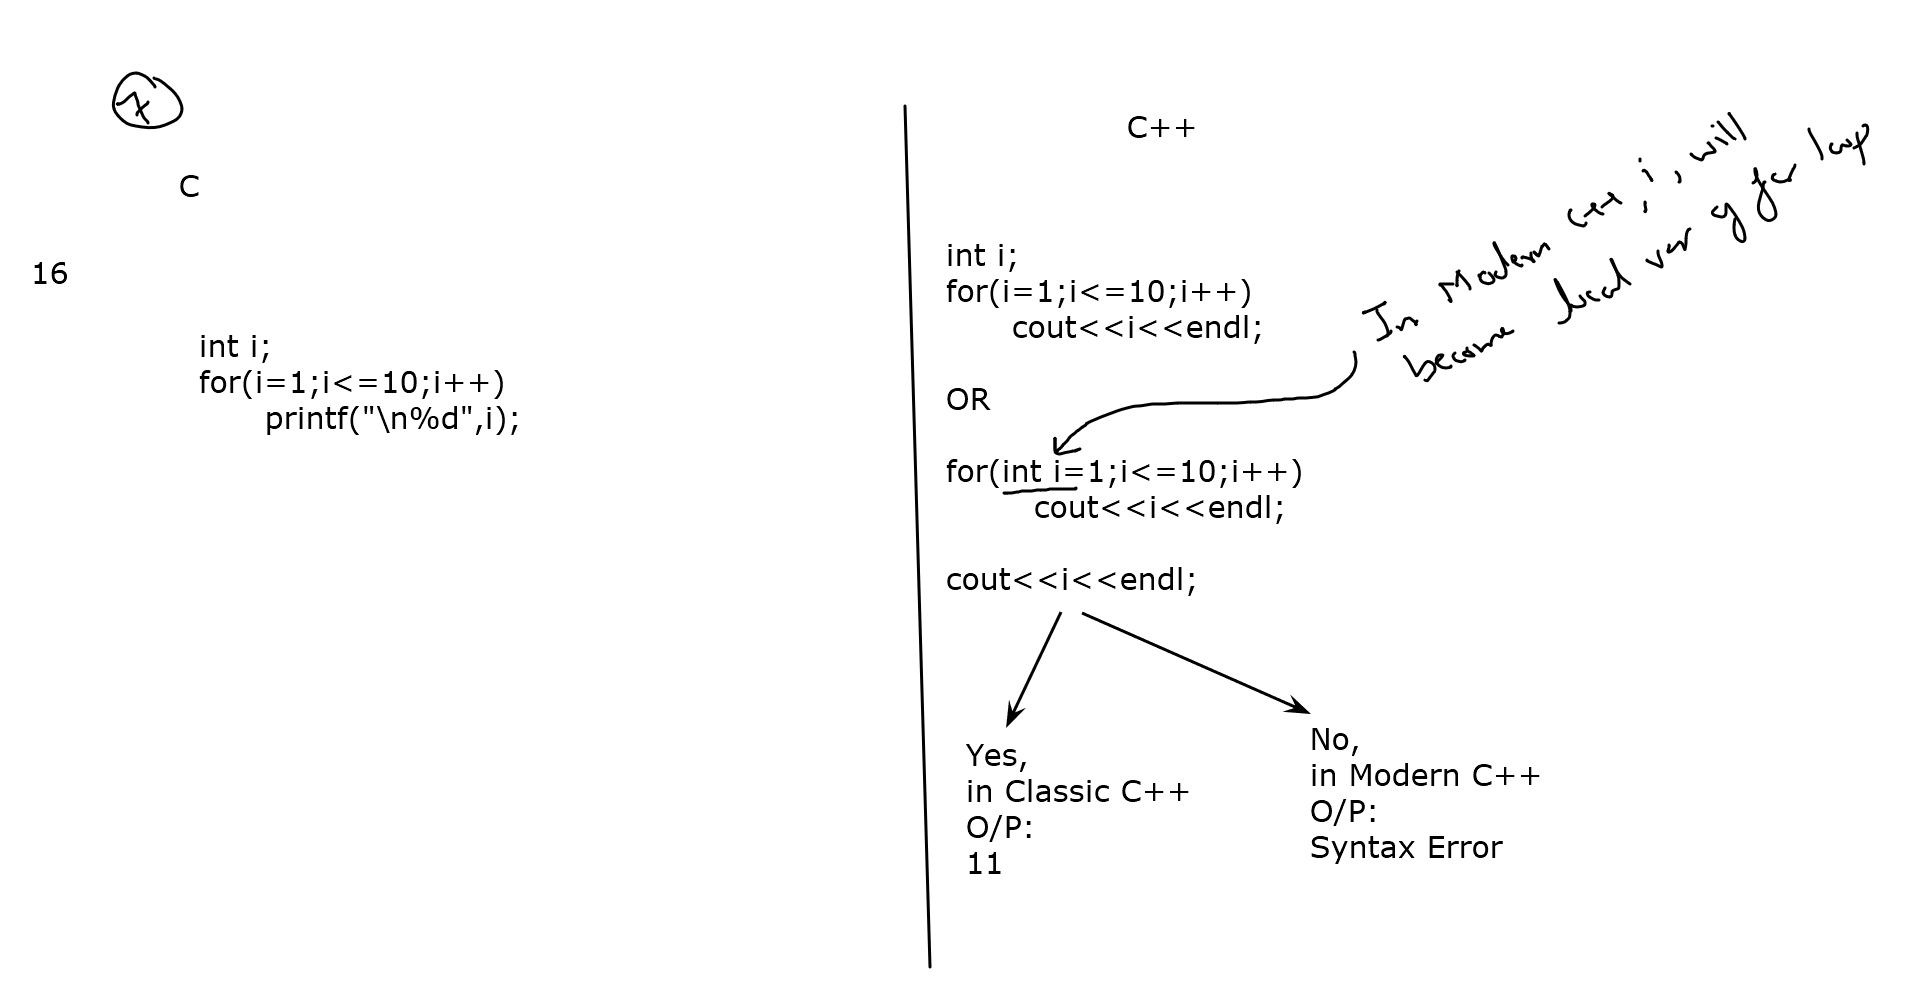 7
C
16
int i;
for(i=1;i<=10;i++)
printf("\n%d",i);
C++
int i;
for(i=1;i<=10;i++)
cout<<i<<endl;
OR
for(int i=1;i<=10;i++)
cout<<i<<endl;
cout<<i<<endl;
In Modern C++, i, will
become local var of for loop
Yes,
in Classic C++
O/P:
11
No,
in Modern C++
O/P:
Syntax Error